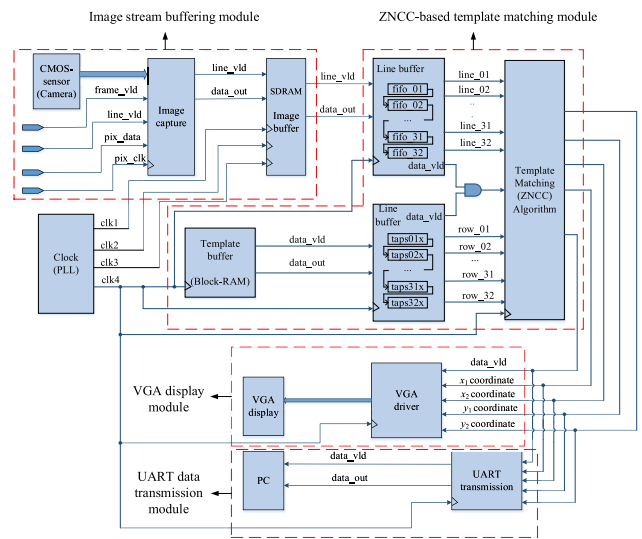 Image stream buffering module
ZNCC-based template matching module
CMOS-
sensor
(Camera)
frame_vld
line_vld
pix_data
pix_clk
Image
capture
line_vld
data_out
SDRAM
Image
buffer
line_vld
data_out
Line buffer
fifo_01
fifo_02
...
fifo_31
fifo_32
line_01
line_02
...
line_31
line_32
data_vld
Template
Matching
(ZNCC)
Algorithm
Clock
(PLL)
clk1
clk2
clk3
clk4
Template
buffer
(Block-RAM)
data_vld
data_out
Line
buffer
data_vld
taps01x
taps02x
...
taps31x
taps32x
row_01
row_02
...
row_31
row_32
VGA display
module
VGA
display
VGA
driver
data_vld
x1 coordinate
x2 coordinate
y1 coordinate
y2 coordinate
UART data
transmission
module
PC
data_vld
data_out
UART
transmission